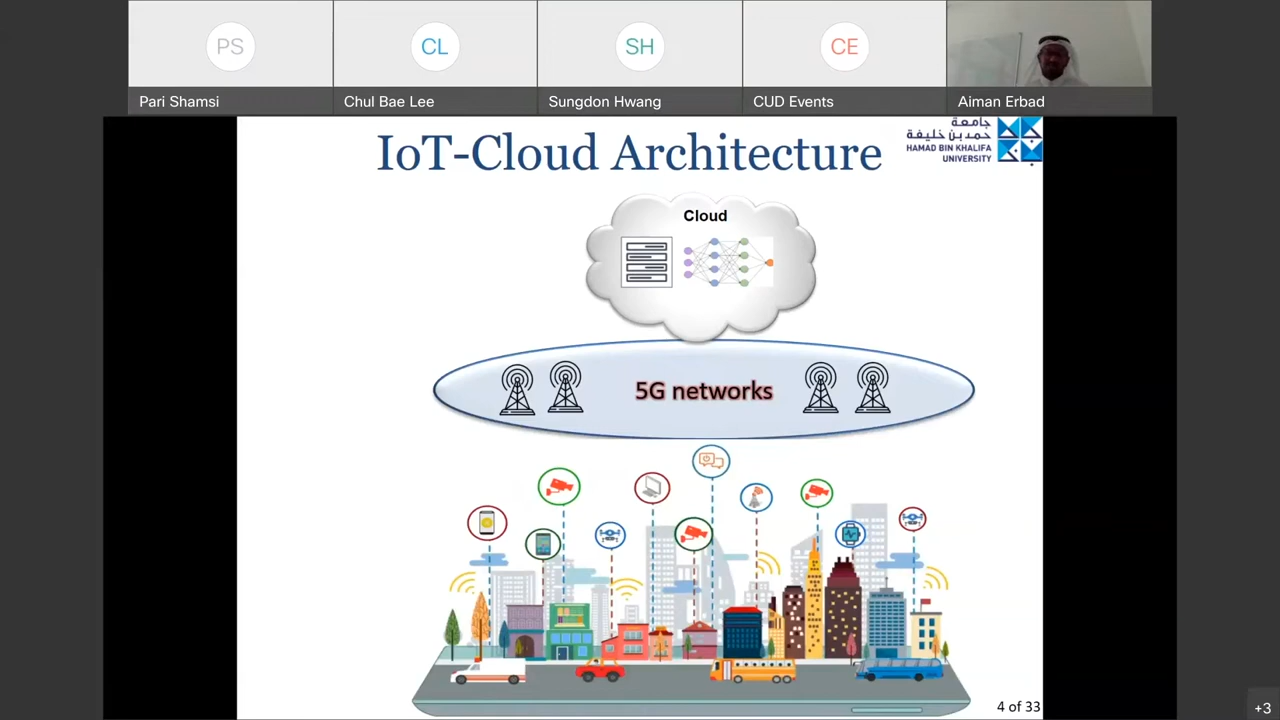 PS
CL
SH
CE
Pari Shamsi
Chul Bae Lee
Sungdon Hwang
CUD Events
Aiman Erbad
IoT-Cloud Architecture
جامعة
حمد بن خليفة
HAMAD BIN KHALIFA
UNIVERSITY
Cloud
5G networks
4 of 33
+3